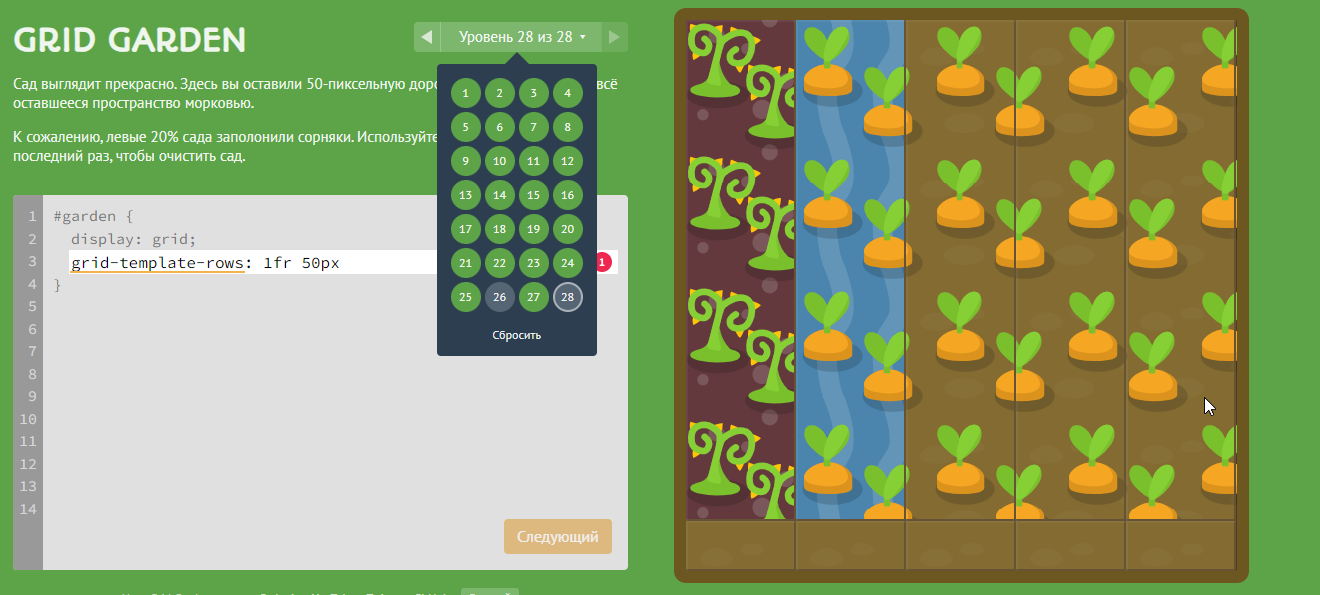 GRID GARDEN
◀ Уровень 28 из 28 ▾ ▶
Сад выглядит прекрасно. Здесь вы оставили 50-пиксельную доро всё
оставшееся пространство морковью.
К сожалению, левые 20% сада заполонили сорняки. Используйте
последний раз, чтобы очистить сад.
1 2 3 4
5 6 7 8
9 10 11 12
13 14 15 16
17 18 19 20
21 22 23 24
25 26 27 28
Сбросить
1 #garden {
2 display: grid;
3 grid-template-rows: 1fr 50px
1
4 }
5
6
7
8
9
10
11
12
13
14
Следующий